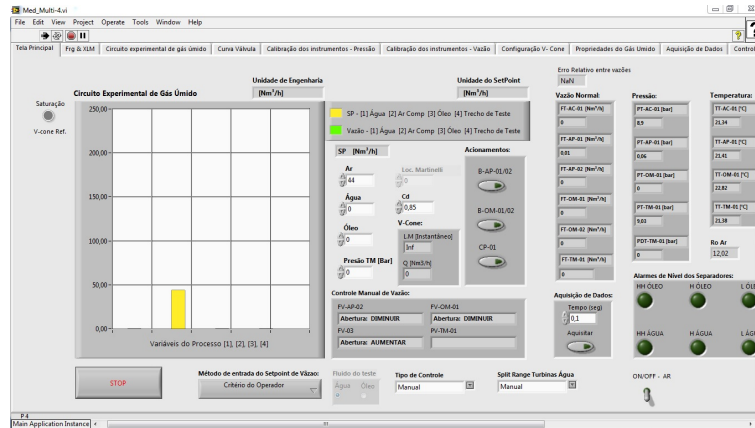 Med_Multi-4.vi
File Edit View Project Operate Tools Window Help
Tela Principal Frg & XLM Circuito experimental de gás úmido Curva Válvula Calibração dos instrumentos - Pressão Calibração dos instrumentos - Vazão Configuração V- Cone Propriedades do Gás Umido Aquisição de Dados Control
Erro Relativo entre vazões
NaN
Unidade de Engenharia
[Nm³/h]
Unidade do SetPoint
[Nm³/h]
Circuito Experimental de Gás Úmido
Saturação
V-cone Ref.
250,00
200,00
150,00
100,00
50,00
0,00
Variáveis do Processo [1], [2], [3], [4]
SP - [1] Água [2] Ar Comp [3] Óleo [4] Trecho de Teste
Vazão - [1] Água [2] Ar Comp [3] Óleo [4] Trecho de Teste
SP [Nm³/h]
Ar
44
Loc. Martinelli
0
Água
0
Cd
0,85
Óleo
0
V-Cone:
L.M [Instantâneo]
Inf
Q [Nm3/h]
0
Presão TM [Bar]
0
Acionamentos:
B-AP-01/02
B-OM-01/02
CP-01
Controle Manual de Vazão:
FV-AP-02
Abertura: DIMINUIR
FV-OM-01
Abertura: DIMINUIR
FV-03
Abertura: AUMENTAR
PV-TM-01
Vazão Normal:
FT-AC-01 [Nm³/h]
0
FT-AP-01 [Nm³/h]
0,01
FT-AP-02 [Nm³/h]
0
FT-OM-01 [Nm³/h]
0
FT-OM-02 [Nm³/h]
0
FT-TM-01 [Nm³/h]
0
Pressão:
PT-AC-01 [bar]
8,9
PT-AP-01 [bar]
0,06
PT-OM-01 [bar]
0
PT-TM-01 [bar]
9,03
PDT-TM-01 [bar]
0
Temperatura:
TT-AC-01 [°C]
21,34
TT-AP-01 [°C]
21,41
TT-OM-01 [°C]
22,82
TT-TM-01 [°C]
21,38
Ro Ar
12,02
Aquisição de Dados:
Tempo (seg)
0,1
Aquisitar
Alarmes de Nível dos Separadores:
HH ÓLEO H ÓLEO L ÓLE
HH ÁGUA H ÁGUA L ÁGU
STOP
Método de entrada do Setpoint de Vâzao:
Critério do Operador
Fluido do teste
Água Óleo
Tipo de Controle
Manual
Split Range Turbinas Água
Manual
ON/OFF - AR
P 4
Main Application Instance